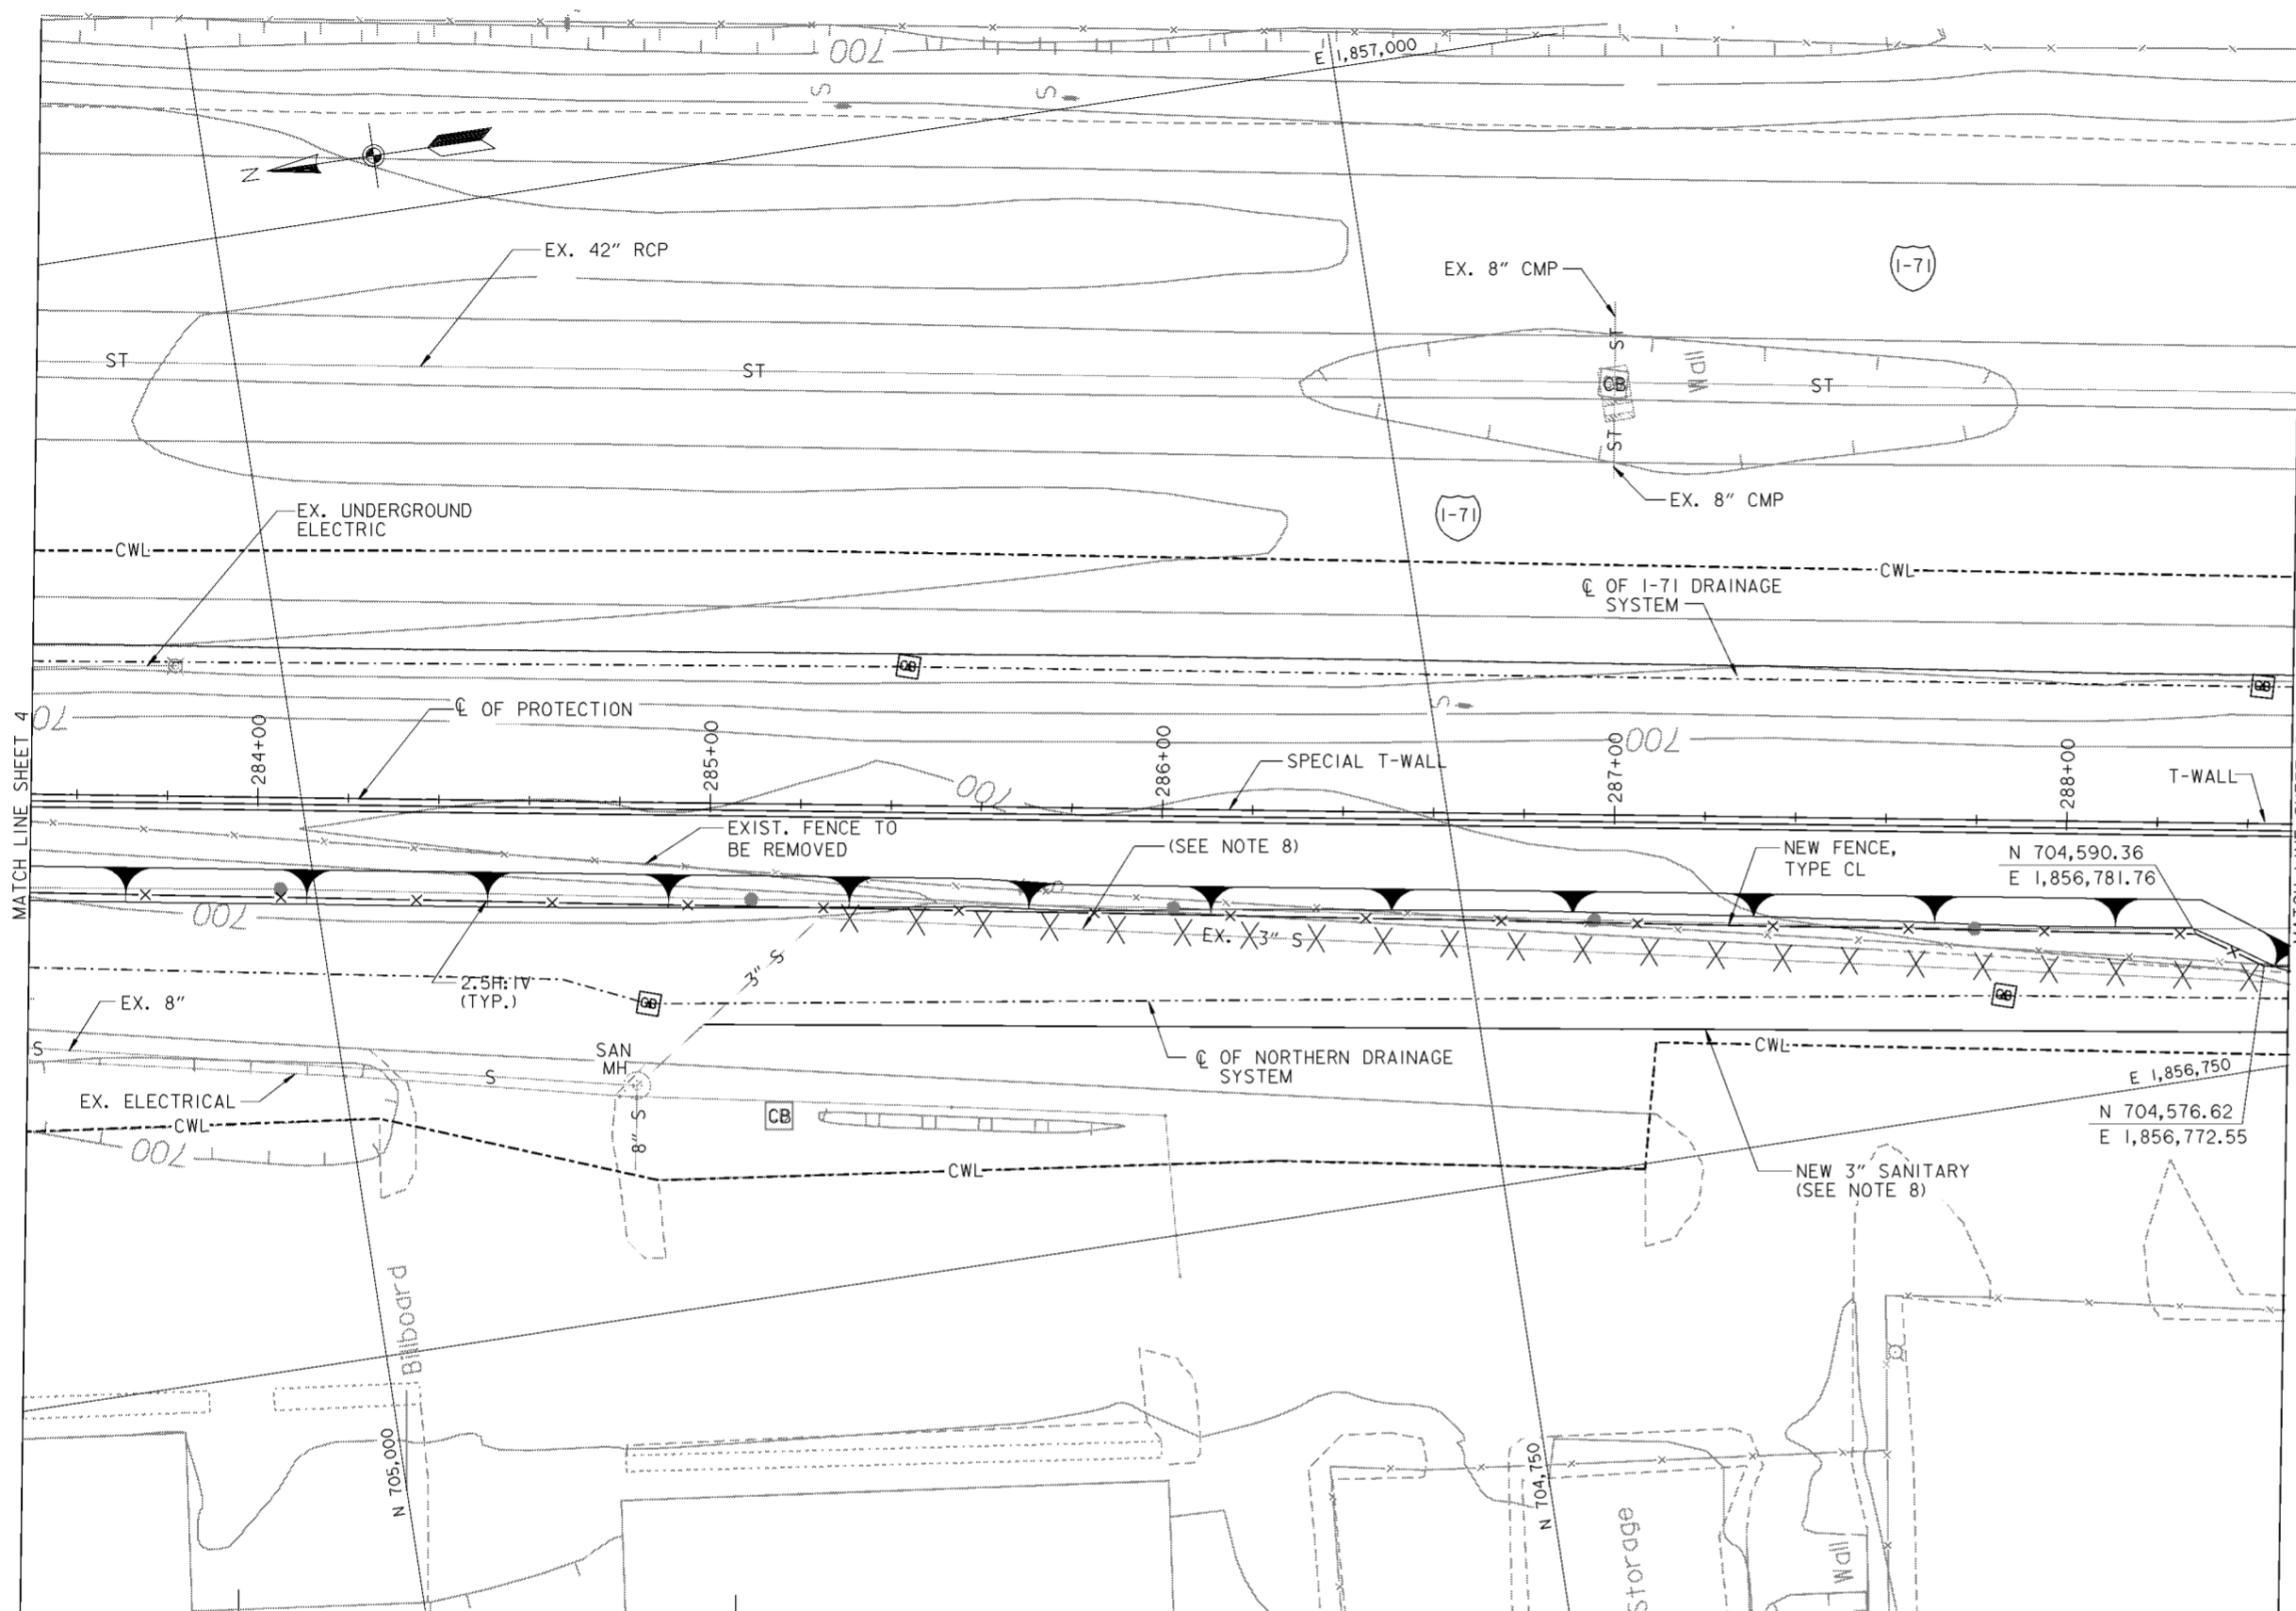 700
E 1,857,000
S
S
N
EX. 42" RCP
EX. 8" CMP
I-71
ST
ST
ST
Wall
CB
ST
ST
EX. 8" CMP
I-71
EX. UNDERGROUND
ELECTRIC
CWL
CWL
℄ OF I-71 DRAINAGE
SYSTEM
CB
CB
S
70
℄ OF PROTECTION
284+00
285+00
286+00
287+00
700
288+00
MATCH LINE SHEET 4
SPECIAL T-WALL
T-WALL
700
EXIST. FENCE TO
BE REMOVED
(SEE NOTE 8)
NEW FENCE,
TYPE CL
N 704,590.36
E 1,856,781.76
S
700
EX. 3" S
3" S
2.5H:1V
(TYP.)
CB
CB
EX. 8"
S
S
SAN
MH
℄ OF NORTHERN DRAINAGE
SYSTEM
CWL
E 1,856,750
EX. ELECTRICAL
CWL
700
8" S
CB
CWL
N 704,576.62
E 1,856,772.55
NEW 3" SANITARY
(SEE NOTE 8)
Billboard
N 705,000
N 704,750
Storage
Wall